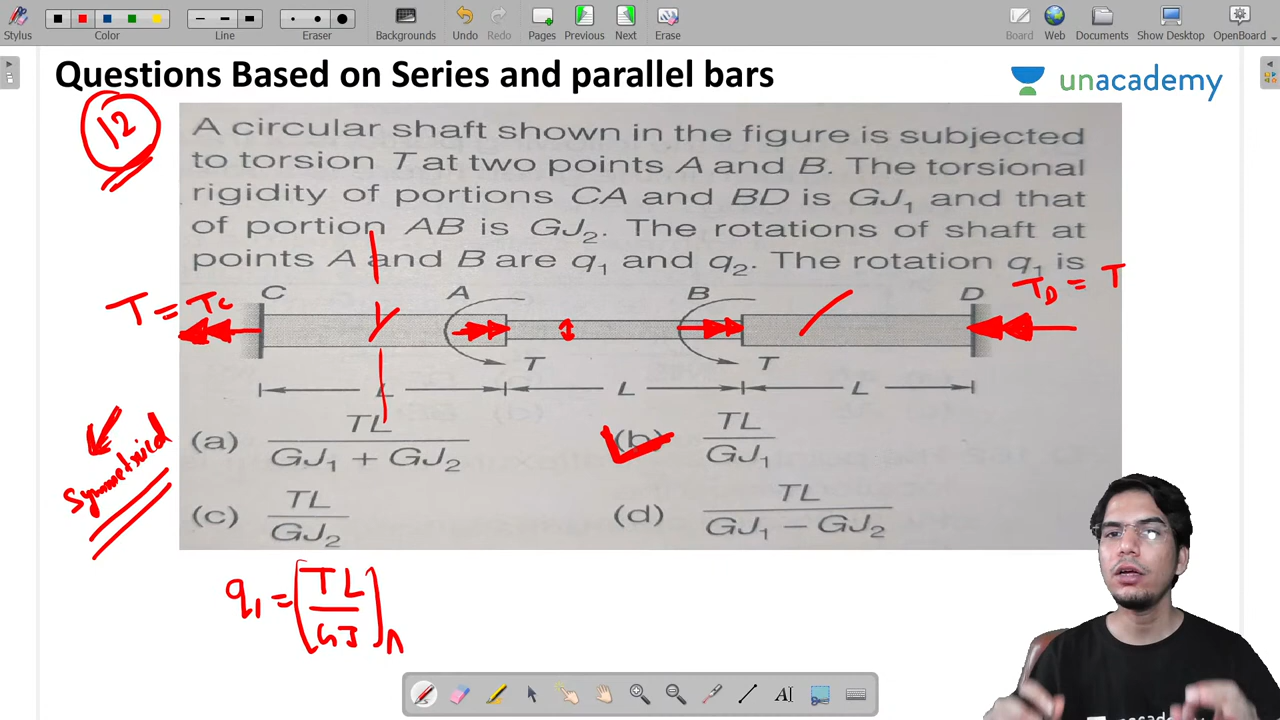 Stylus
Color
Line
Eraser
Backgrounds
Undo
Redo
Pages
Previous
Next
Erase
Board
Web
Documents
Show Desktop
OpenBoard
Questions Based on Series and parallel bars
unacademy
12
A circular shaft shown in the figure is subjected
to torsion T at two points A and B. The torsional
rigidity of portions CA and BD is GJ₁ and that
of portion AB is GJ₂. The rotations of shaft at
points A and B are q₁ and q₂. The rotation q₁ is
T = T_C
C
A
B
D
T_D = T
T
T
L
L
L
(a) TL / GJ₁ + GJ₂
(b) TL / GJ₁
(c) TL / GJ₂
(d) TL / GJ₁ − GJ₂
Symmetrical
q₁ = [TL / GJ]
AI